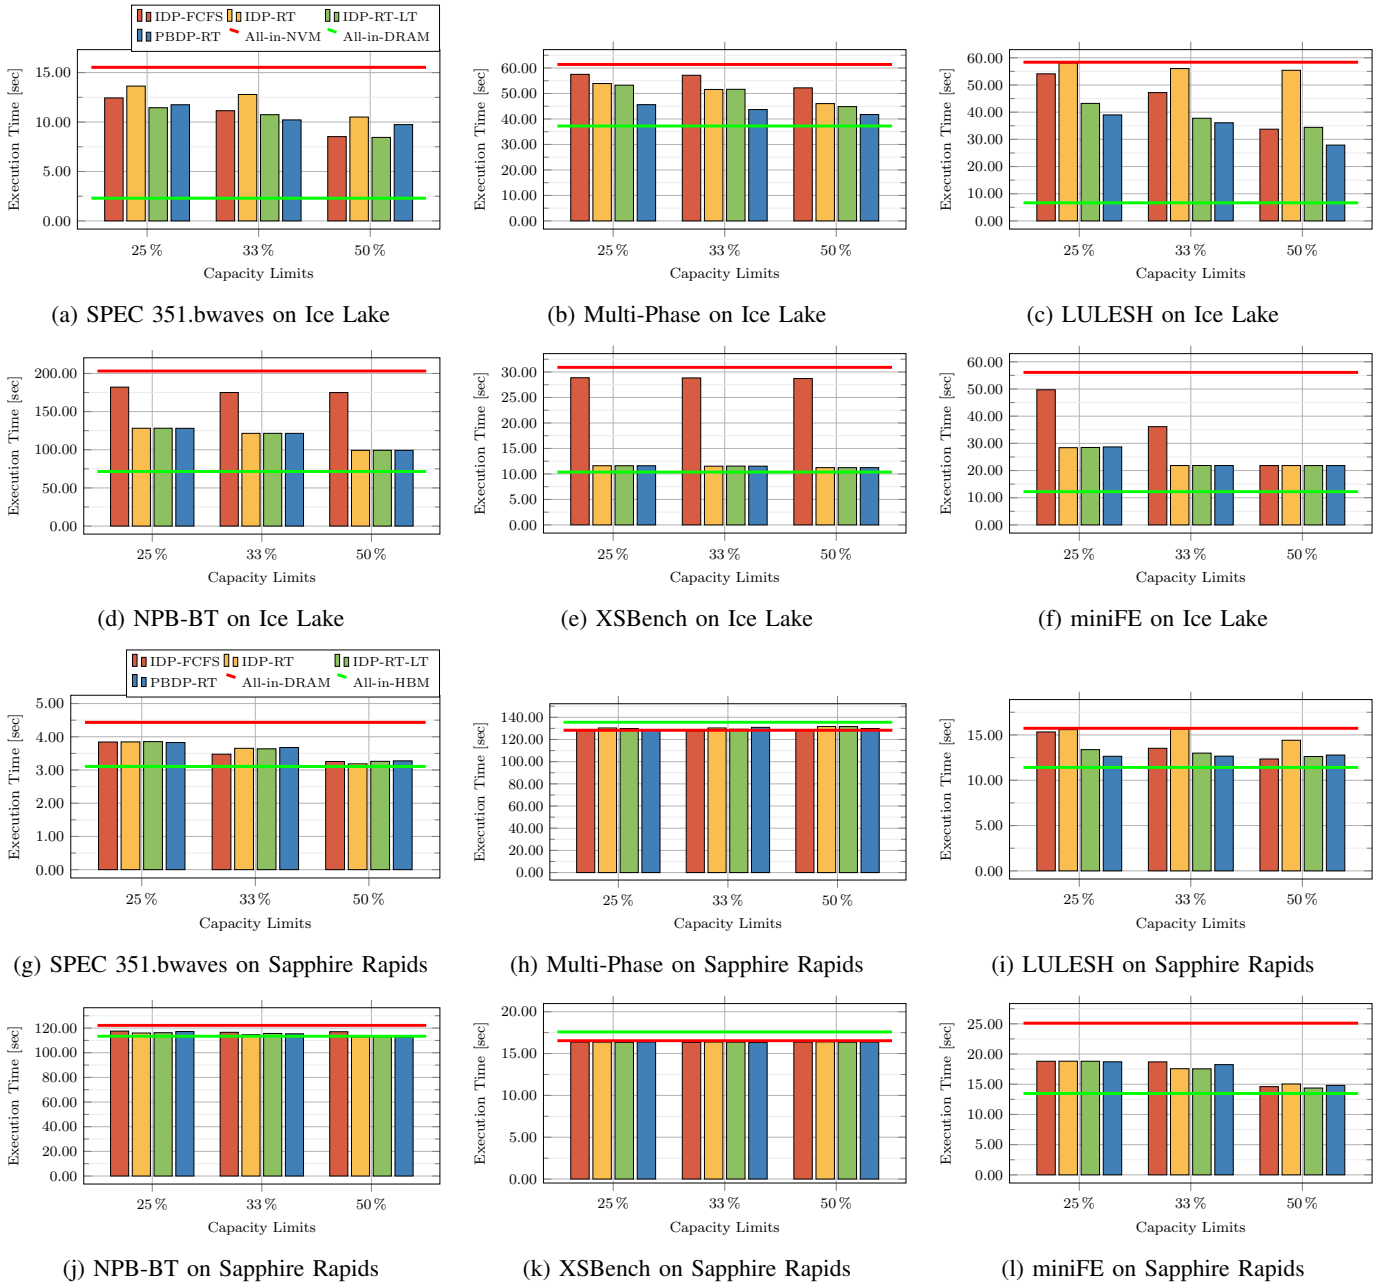 IDP-FCFS IDP-RT IDP-RT-LT
PBDP-RT All-in-NVM All-in-DRAM
Execution Time [sec]
15.00
10.00
5.00
0.00
25 % 33 % 50 %
Capacity Limits
(a) SPEC 351.bwaves on Ice Lake
Execution Time [sec]
60.00
50.00
40.00
30.00
20.00
10.00
0.00
25 % 33 % 50 %
Capacity Limits
(b) Multi-Phase on Ice Lake
Execution Time [sec]
60.00
50.00
40.00
30.00
20.00
10.00
0.00
25 % 33 % 50 %
Capacity Limits
(c) LULESH on Ice Lake
Execution Time [sec]
200.00
150.00
100.00
50.00
0.00
25 % 33 % 50 %
Capacity Limits
(d) NPB-BT on Ice Lake
Execution Time [sec]
30.00
25.00
20.00
15.00
10.00
5.00
0.00
25 % 33 % 50 %
Capacity Limits
(e) XSBench on Ice Lake
Execution Time [sec]
60.00
50.00
40.00
30.00
20.00
10.00
0.00
25 % 33 % 50 %
Capacity Limits
(f) miniFE on Ice Lake
IDP-FCFS IDP-RT IDP-RT-LT
PBDP-RT All-in-DRAM All-in-HBM
Execution Time [sec]
5.00
4.00
3.00
2.00
1.00
0.00
25 % 33 % 50 %
Capacity Limits
(g) SPEC 351.bwaves on Sapphire Rapids
Execution Time [sec]
140.00
120.00
100.00
80.00
60.00
40.00
20.00
0.00
25 % 33 % 50 %
Capacity Limits
(h) Multi-Phase on Sapphire Rapids
Execution Time [sec]
15.00
10.00
5.00
0.00
25 % 33 % 50 %
Capacity Limits
(i) LULESH on Sapphire Rapids
Execution Time [sec]
120.00
100.00
80.00
60.00
40.00
20.00
0.00
25 % 33 % 50 %
Capacity Limits
(j) NPB-BT on Sapphire Rapids
Execution Time [sec]
20.00
15.00
10.00
5.00
0.00
25 % 33 % 50 %
Capacity Limits
(k) XSBench on Sapphire Rapids
Execution Time [sec]
25.00
20.00
15.00
10.00
5.00
0.00
25 % 33 % 50 %
Capacity Limits
(l) miniFE on Sapphire Rapids